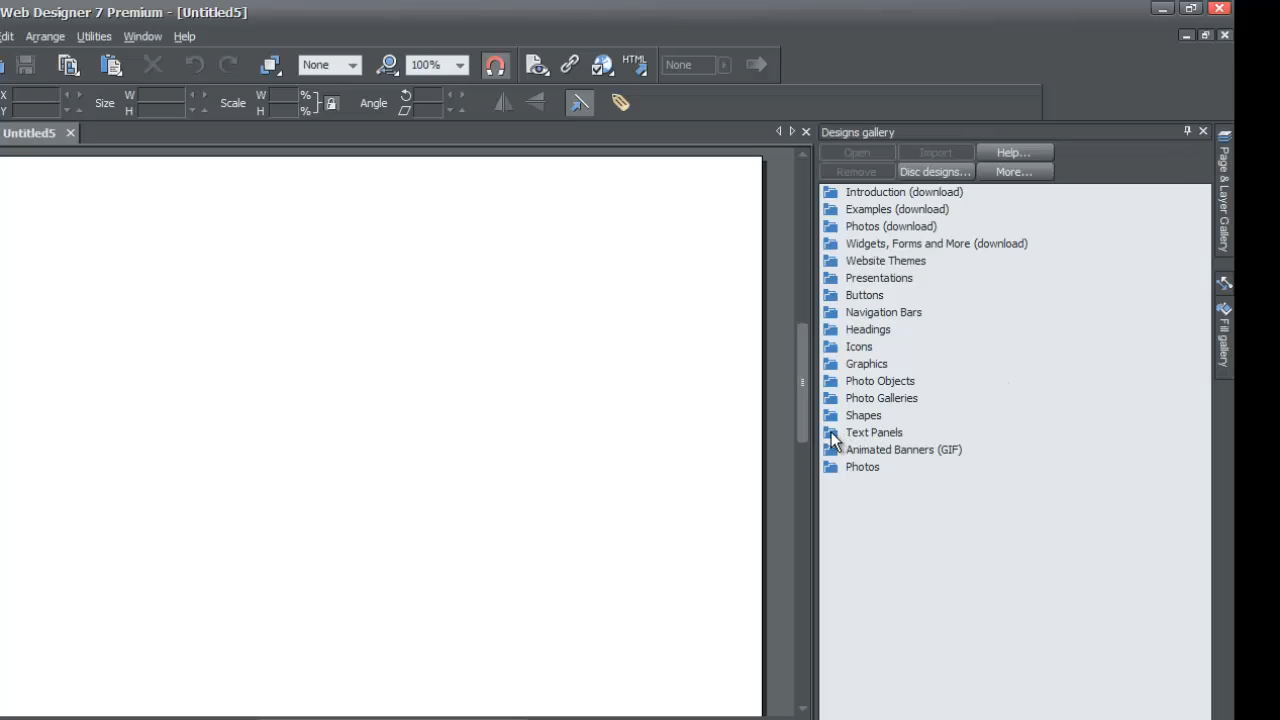 Web Designer 7 Premium - [Untitled5]
dit Arrange Utilities Window Help
None 100% HTML None
X W % 
Size Scale Angle
Y H H %
Untitled5
Designs gallery
Open Import Help...
Remove Disc designs... More...
Introduction (download)
Examples (download)
Photos (download)
Widgets, Forms and More (download)
Website Themes
Presentations
Buttons
Navigation Bars
Headings
Icons
Graphics
Photo Objects
Photo Galleries
Shapes
Text Panels
Animated Banners (GIF)
Photos
Page & Layer Gallery
Fill gallery